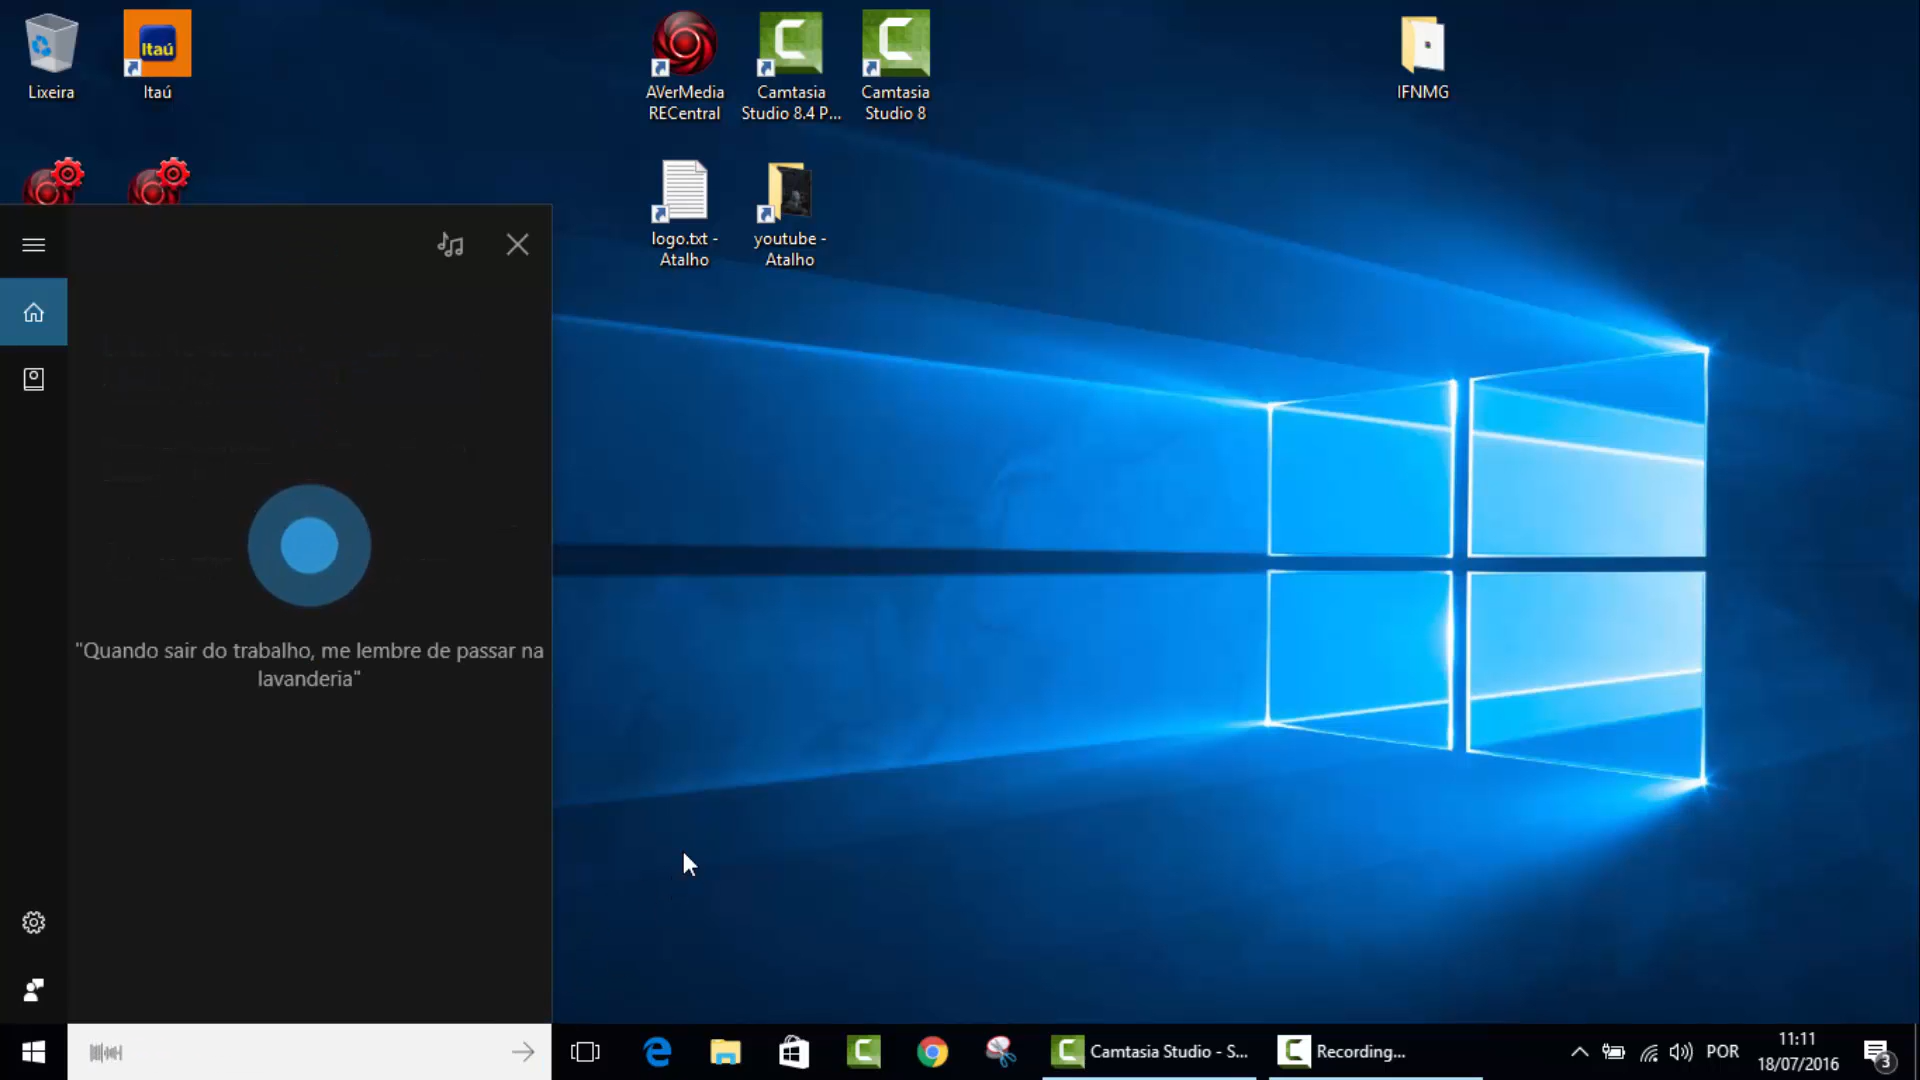 Lixeira
Itaú
Itaú
AVerMedia
RECentral
Camtasia
Studio 8.4 P...
Camtasia
Studio 8
IFNMG
logo.txt -
Atalho
youtube -
Atalho
"Quando sair do trabalho, me lembre de passar na
lavanderia"
Camtasia Studio - S...
Recording...
POR
11:11
18/07/2016
3